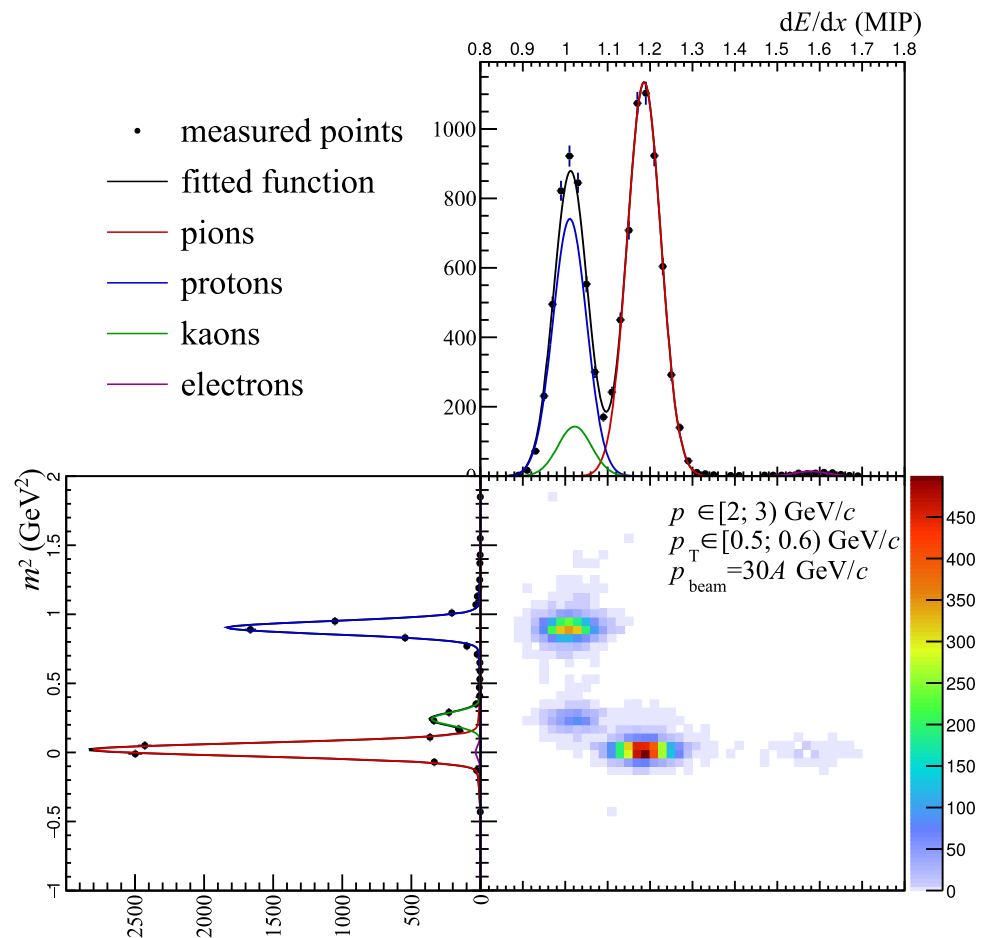 dE/dx (MIP)
0.8 0.9 1 1.1 1.2 1.3 1.4 1.5 1.6 1.7 1.8
measured points
fitted function
pions
protons
kaons
electrons
1000
800
600
400
200
m² (GeV²)
2
1.5
1
0.5
0
−0.5
−1
2500 2000 1500 1000 500 0
p ∈[2; 3) GeV/c
p_T∈[0.5; 0.6) GeV/c
p_beam=30A GeV/c
450
400
350
300
250
200
150
100
50
0